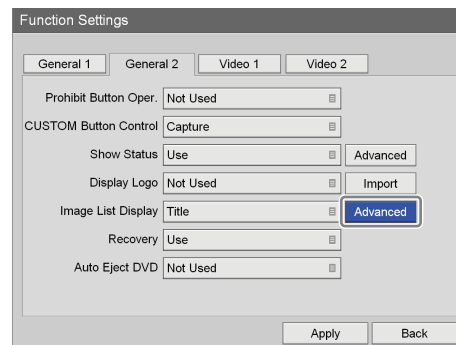 Function Settings
General 1 General 2 Video 1 Video 2
Prohibit Button Oper. Not Used
CUSTOM Button Control Capture
Show Status Use Advanced
Display Logo Not Used Import
Image List Display Title Advanced
Recovery Use
Auto Eject DVD Not Used
Apply Back